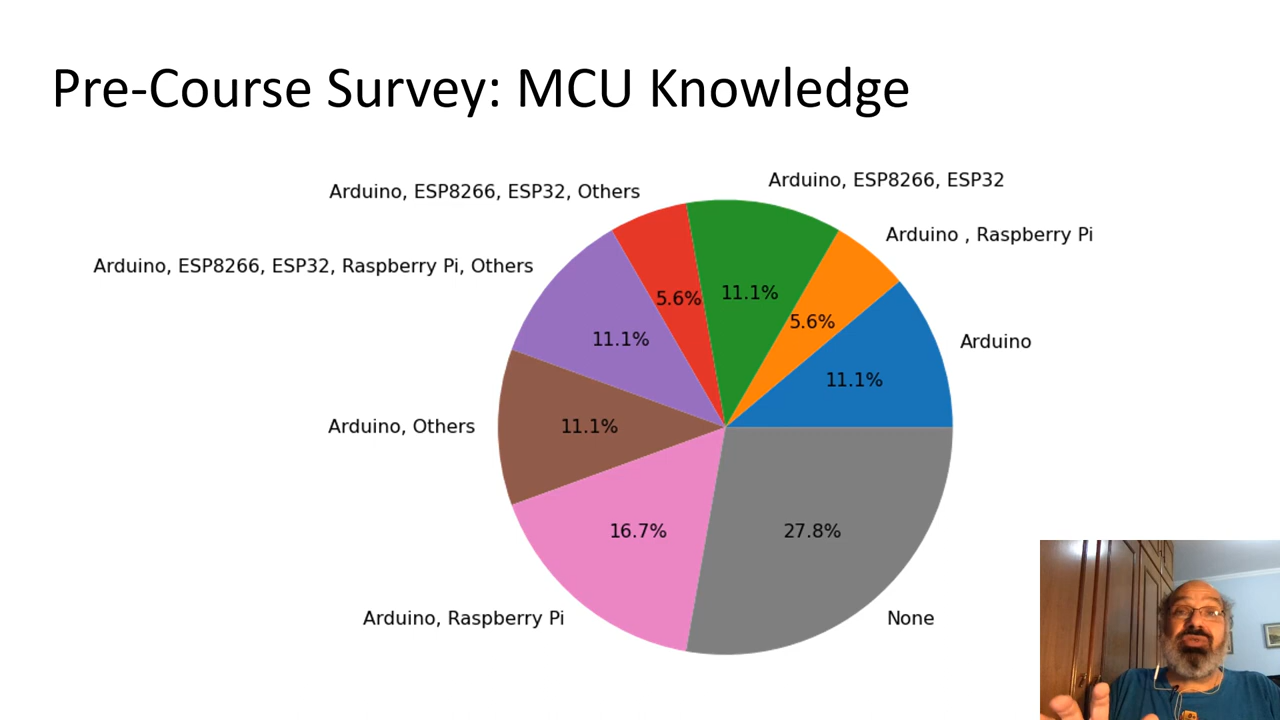 Pre-Course Survey: MCU Knowledge
Arduino, ESP8266, ESP32
Arduino, ESP8266, ESP32, Others
Arduino , Raspberry Pi
Arduino, ESP8266, ESP32, Raspberry Pi, Others
11.1%
5.6%
5.6%
11.1%
Arduino
11.1%
Arduino, Others
11.1%
16.7%
27.8%
Arduino, Raspberry Pi
None